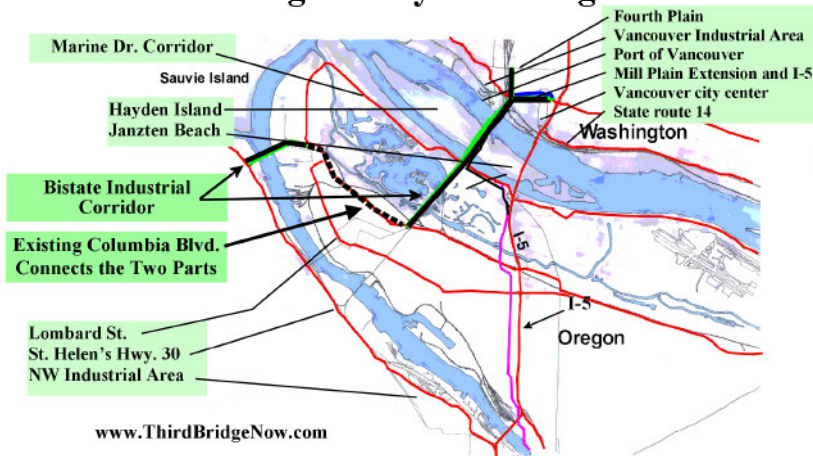 Fourth Plain
Vancouver Industrial Area
Port of Vancouver
Mill Plain Extension and I-5
Vancouver city center
State route 14
Marine Dr. Corridor
Sauvie Island
Hayden Island
Janzten Beach
Washington
Bistate Industrial
Corridor
Existing Columbia Blvd.
Connects the Two Parts
I-5
I-5
Oregon
Lombard St.
St. Helen's Hwy. 30
NW Industrial Area
www.ThirdBridgeNow.com